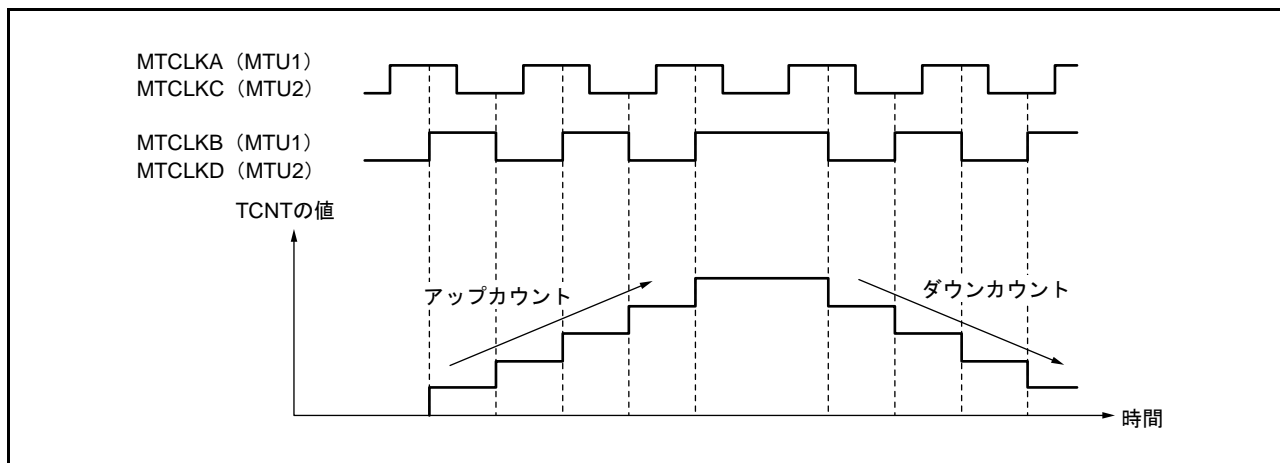 MTCLKA（MTU1）
MTCLKC（MTU2）
MTCLKB（MTU1）
MTCLKD（MTU2）
TCNTの値
アップカウント
ダウンカウント
時間